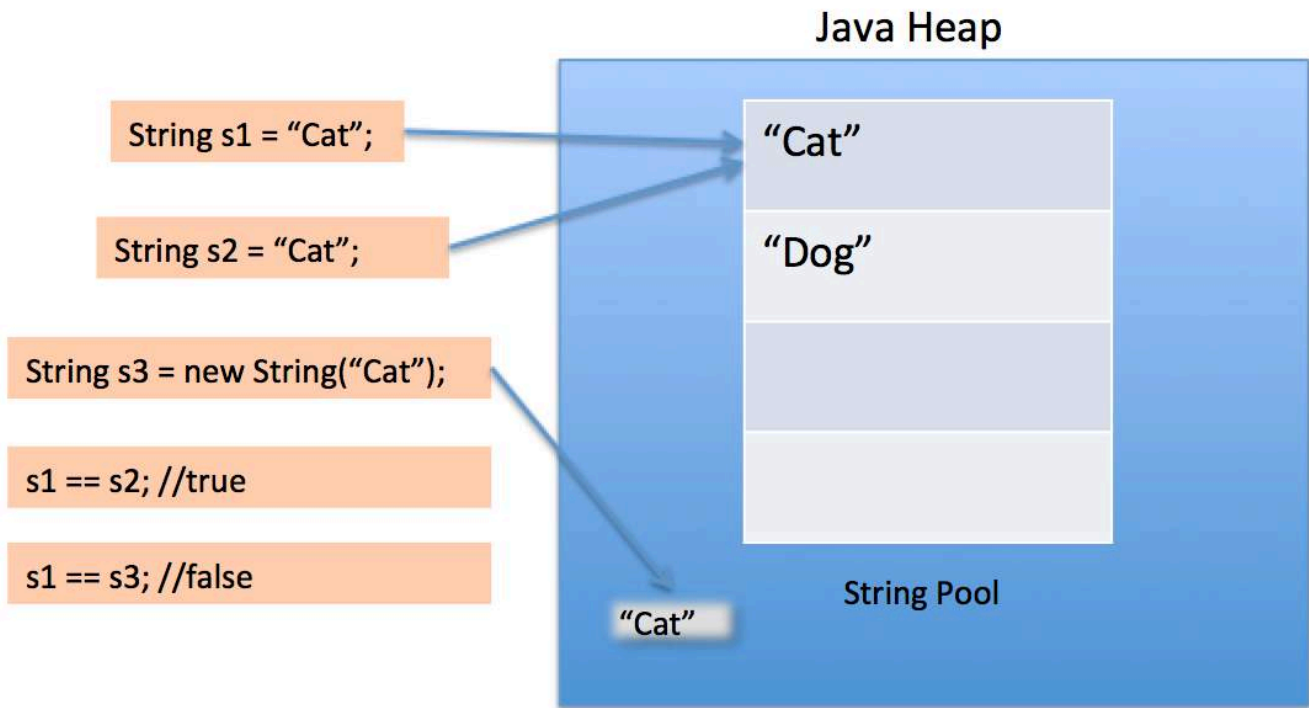 Java Heap
String s1 = “Cat”;
String s2 = “Cat”;
String s3 = new String(“Cat”);
s1 == s2; //true
s1 == s3; //false
“Cat”
“Dog”
String Pool
“Cat”